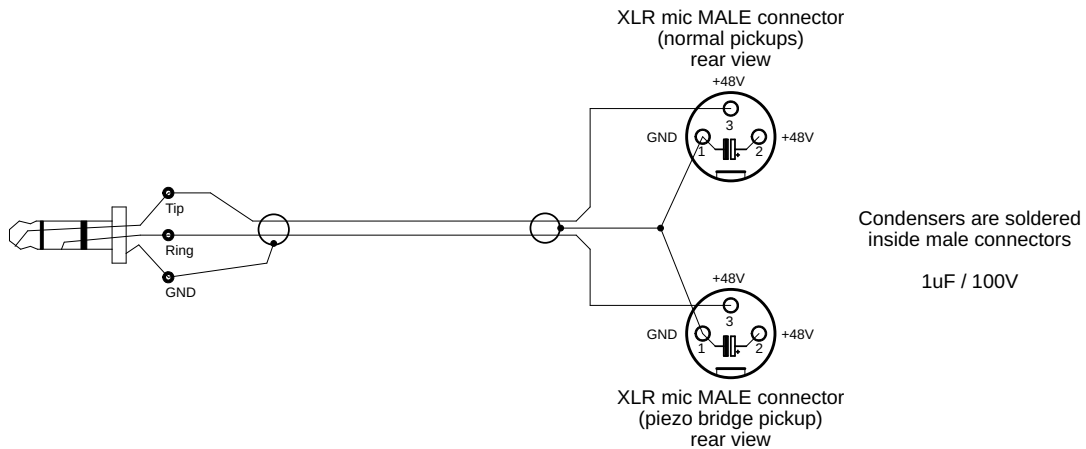 XLR mic MALE connector
(normal pickups)
rear view
+48V
3
GND
1
2
+48V
Tip
Ring
GND
Condensers are soldered
inside male connectors
1uF / 100V
+48V
3
GND
1
2
+48V
XLR mic MALE connector
(piezo bridge pickup)
rear view